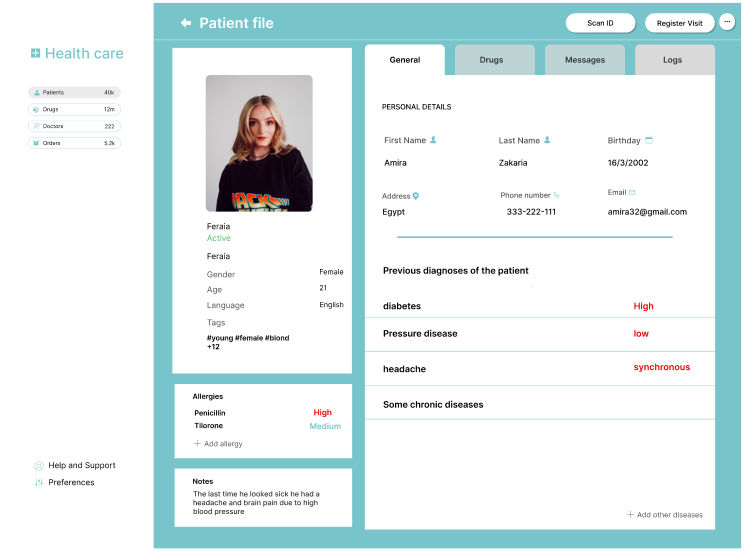 Health care
Patients 40k
Drugs 12m
Doctors 222
Orders 5.2k
Help and Support
Preferences
Patient file
Scan ID
Register Visit
...
Feraia
Active
Feraia
Gender Female
Age 21
Language English
Tags
#young #female #blond
+12
Allergies
Penicillin High
Tilorone Medium
+ Add allergy
Notes
The last time he looked sick he had a
headache and brain pain due to high
blood pressure
General Drugs Messages Logs
PERSONAL DETAILS
First Name Last Name Birthday
Amira Zakaria 16/3/2002
Address Phone number Email
Egypt 333-222-111 amira32@gmail.com
Previous diagnoses of the patient
diabetes High
Pressure disease low
headache synchronous
Some chronic diseases
+ Add other diseases